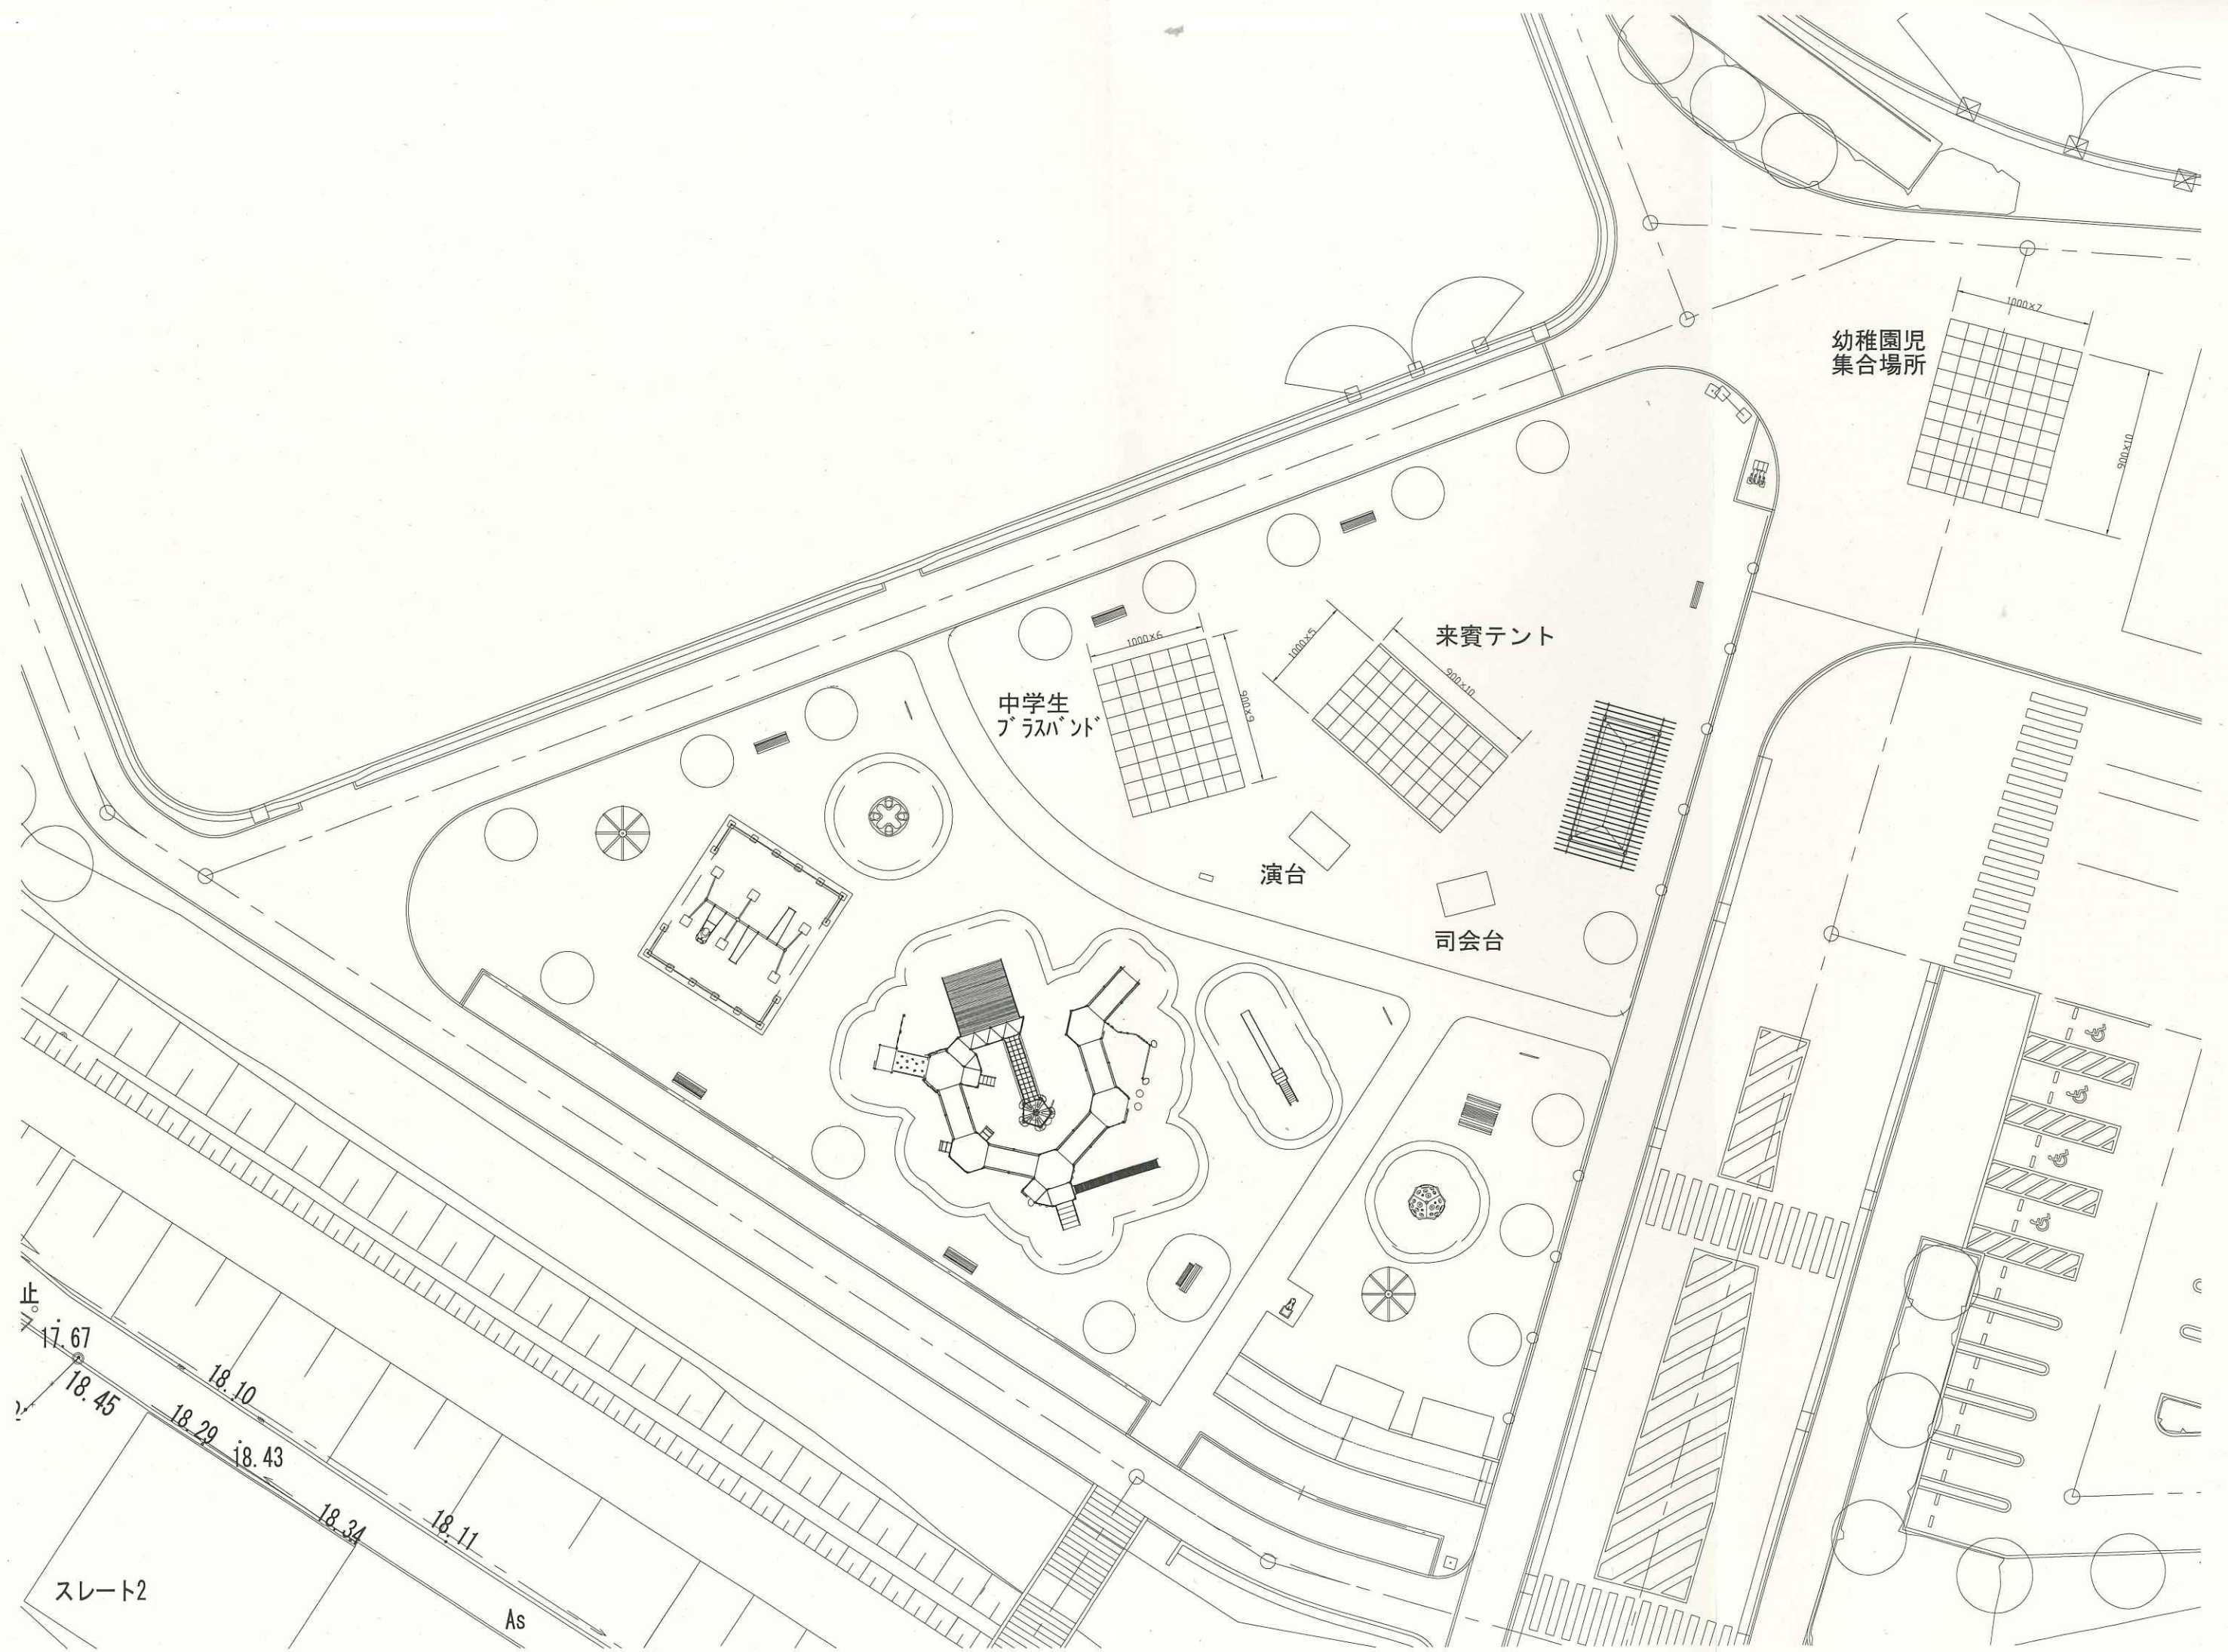 1000×7
幼稚園児
集合場所
900×10
来賓テント
1000×5
1000×6
900×10
中学生
ﾌﾞﾗｽﾊﾞﾝﾄﾞ
900×9
演台
司会台
止
17.67
18.45
18.10
18.29
18.43
18.34
18.11
スレート2
As